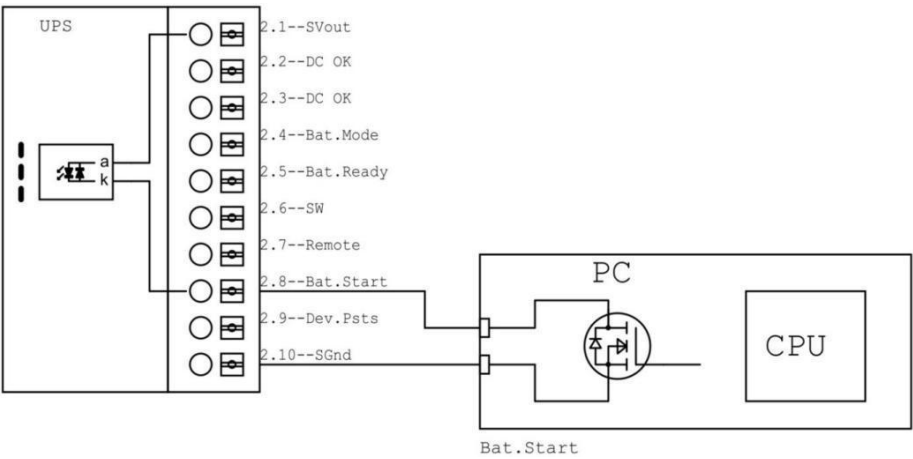 UPS
2.1--SVout
2.2--DC OK
2.3--DC OK
2.4--Bat.Mode
a
2.5--Bat.Ready
k
2.6--SW
2.7--Remote
PC
2.8--Bat.Start
2.9--Dev.Psts
CPU
2.10--SGnd
Bat.Start